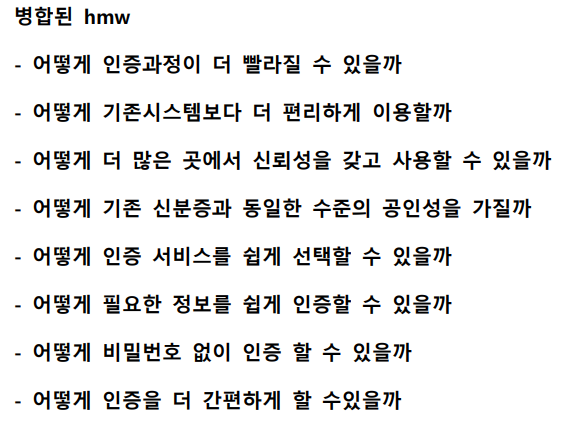 병합된 hmw
- 어떻게 인증과정이 더 빨라질 수 있을까
- 어떻게 기존시스템보다 더 편리하게 이용할까
- 어떻게 더 많은 곳에서 신뢰성을 갖고 사용할 수 있을까
- 어떻게 기존 신분증과 동일한 수준의 공인성을 가질까
- 어떻게 인증 서비스를 쉽게 선택할 수 있을까
- 어떻게 필요한 정보를 쉽게 인증할 수 있을까
- 어떻게 비밀번호 없이 인증 할 수 있을까
- 어떻게 인증을 더 간편하게 할 수있을까